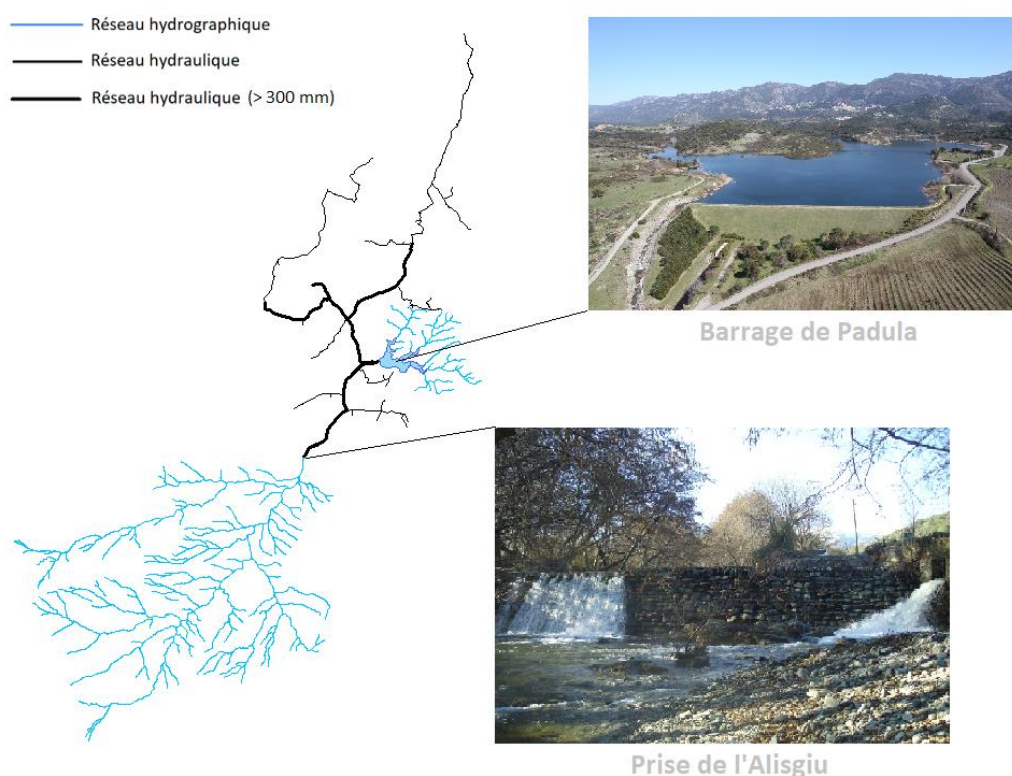 Réseau hydrographique
Réseau hydraulique
Réseau hydraulique (> 300 mm)
Barrage de Padula
Prise de l'Alisgiu